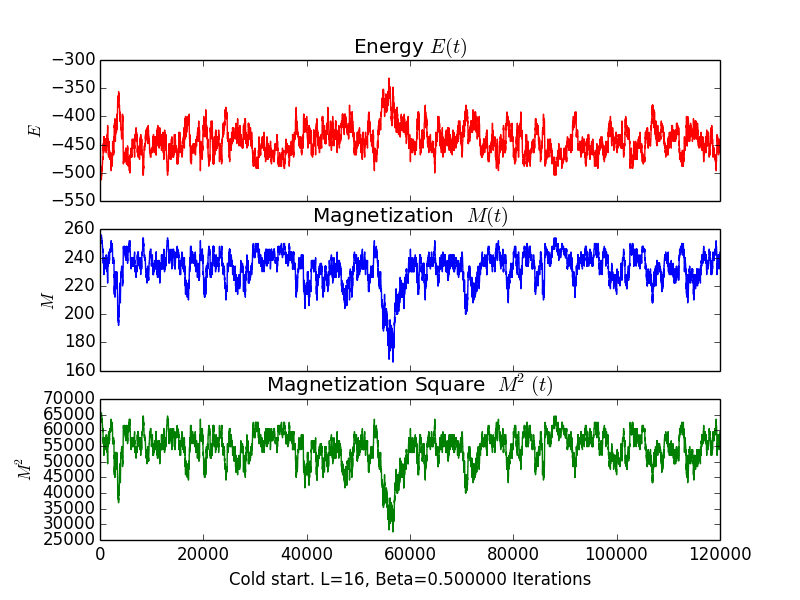 Energy E(t)
−300
−350
−400
−450
−500
−550
E
Magnetization M(t)
260
240
220
200
180
160
M
Magnetization Square M² (t)
70000
65000
60000
55000
50000
45000
40000
35000
30000
25000
M²
0 20000 40000 60000 80000 100000 120000
Cold start. L=16, Beta=0.500000 Iterations